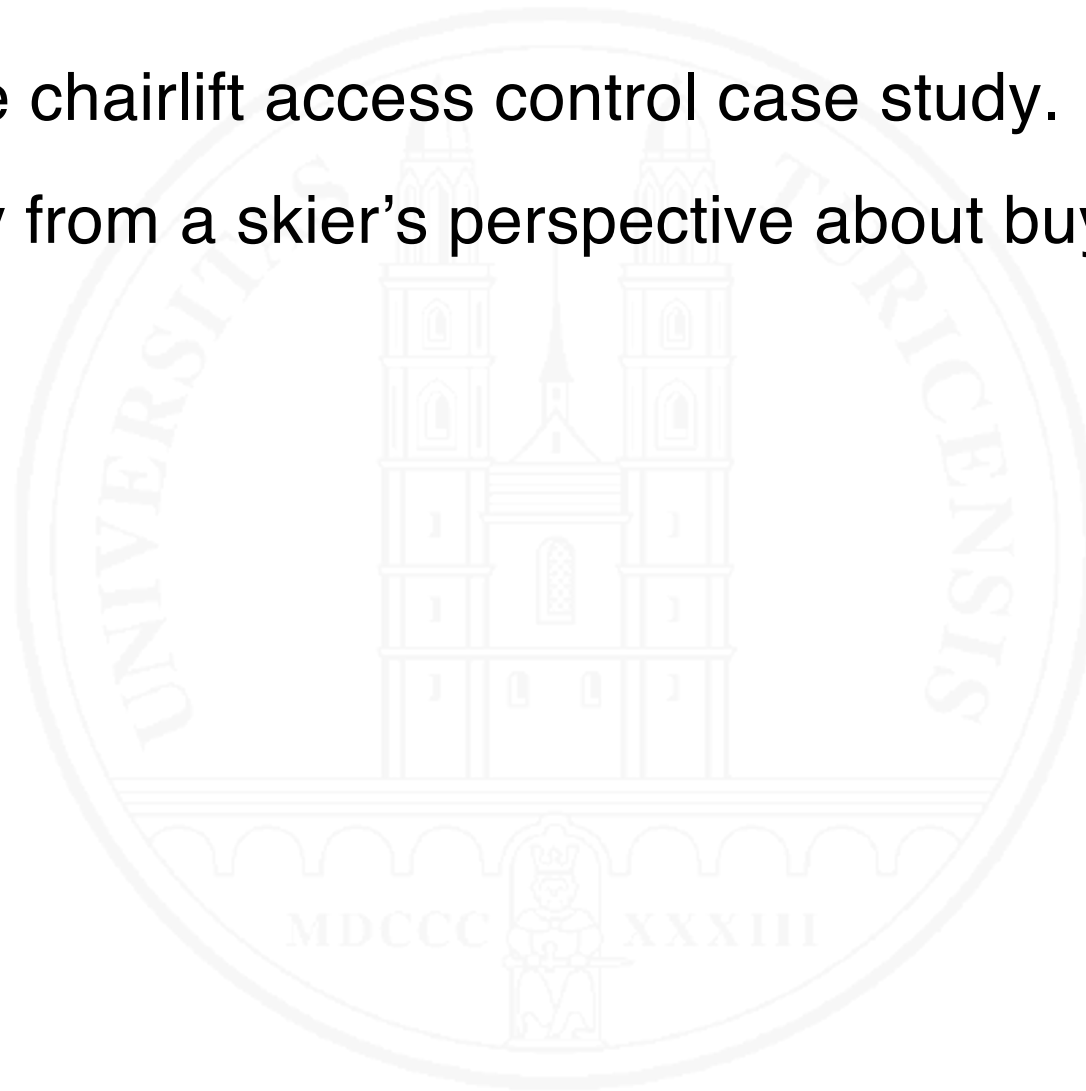 e chairlift access control case study.
y from a skier’s perspective about buy
UNIVERSITAS TURICENSIS
MDCCC XXXIII